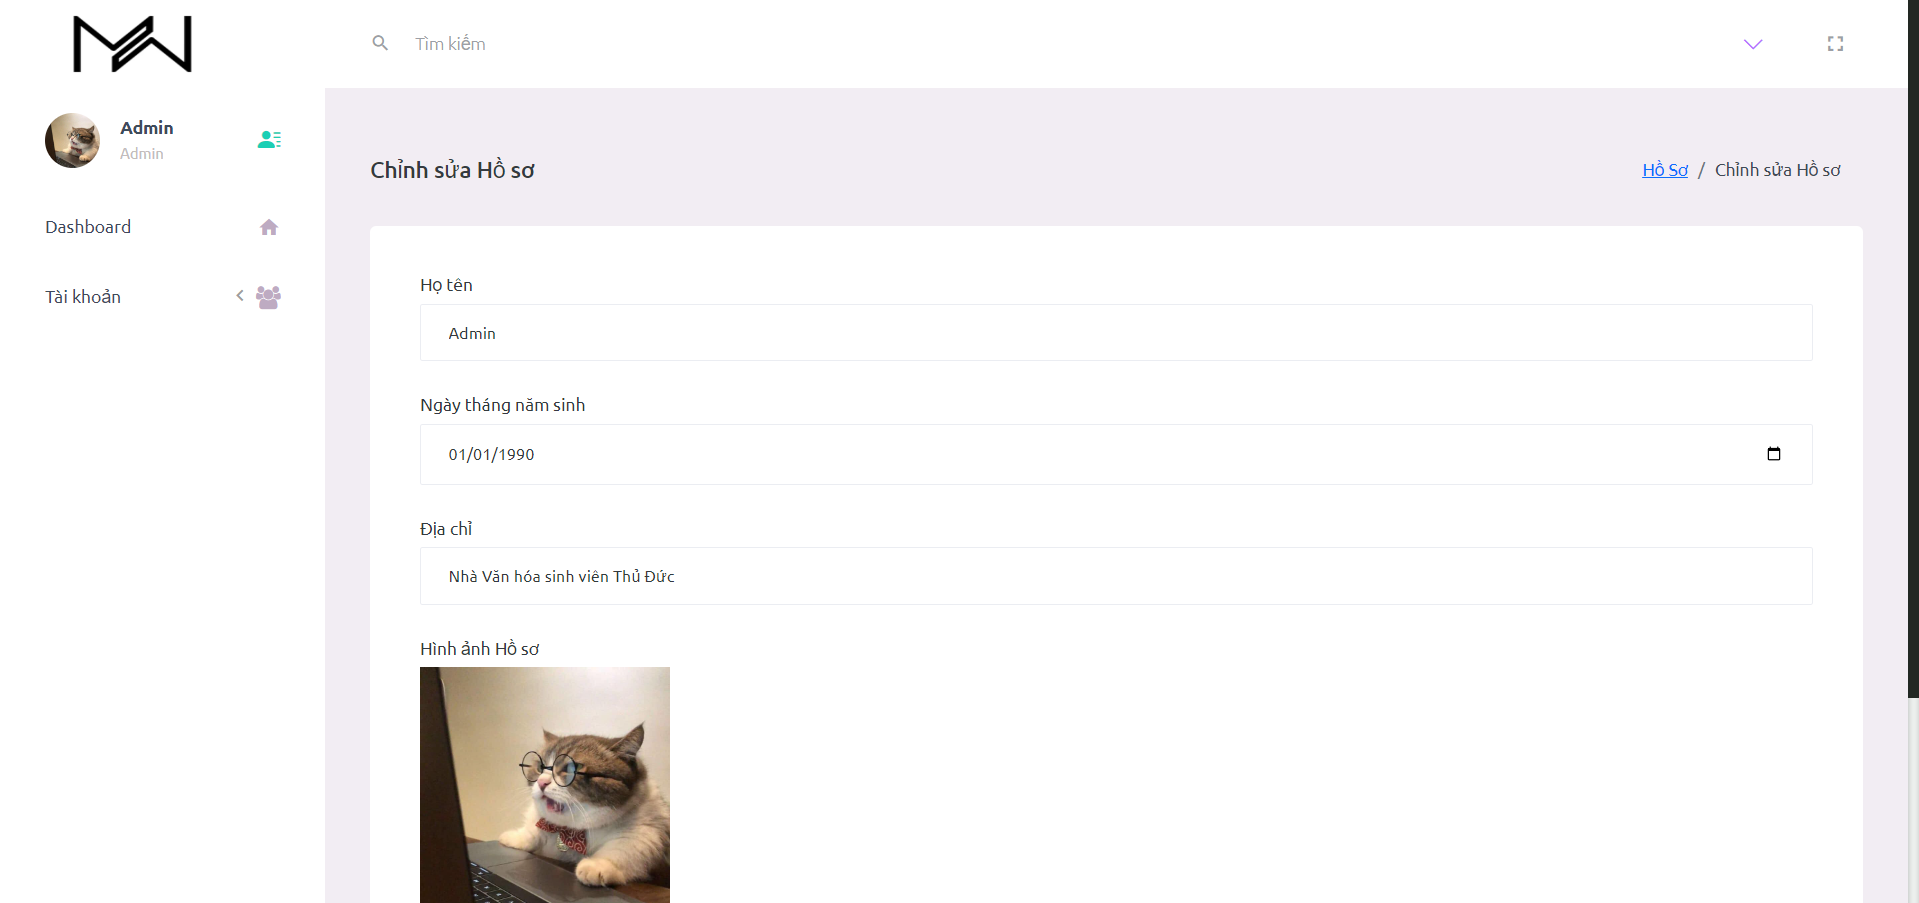 Tìm kiếm
Admin
Admin
Dashboard
Tài khoản
Chỉnh sửa Hồ sơ
Hồ Sơ / Chỉnh sửa Hồ sơ
Họ tên
Admin
Ngày tháng năm sinh
01/01/1990
Địa chỉ
Nhà Văn hóa sinh viên Thủ Đức
Hình ảnh Hồ sơ